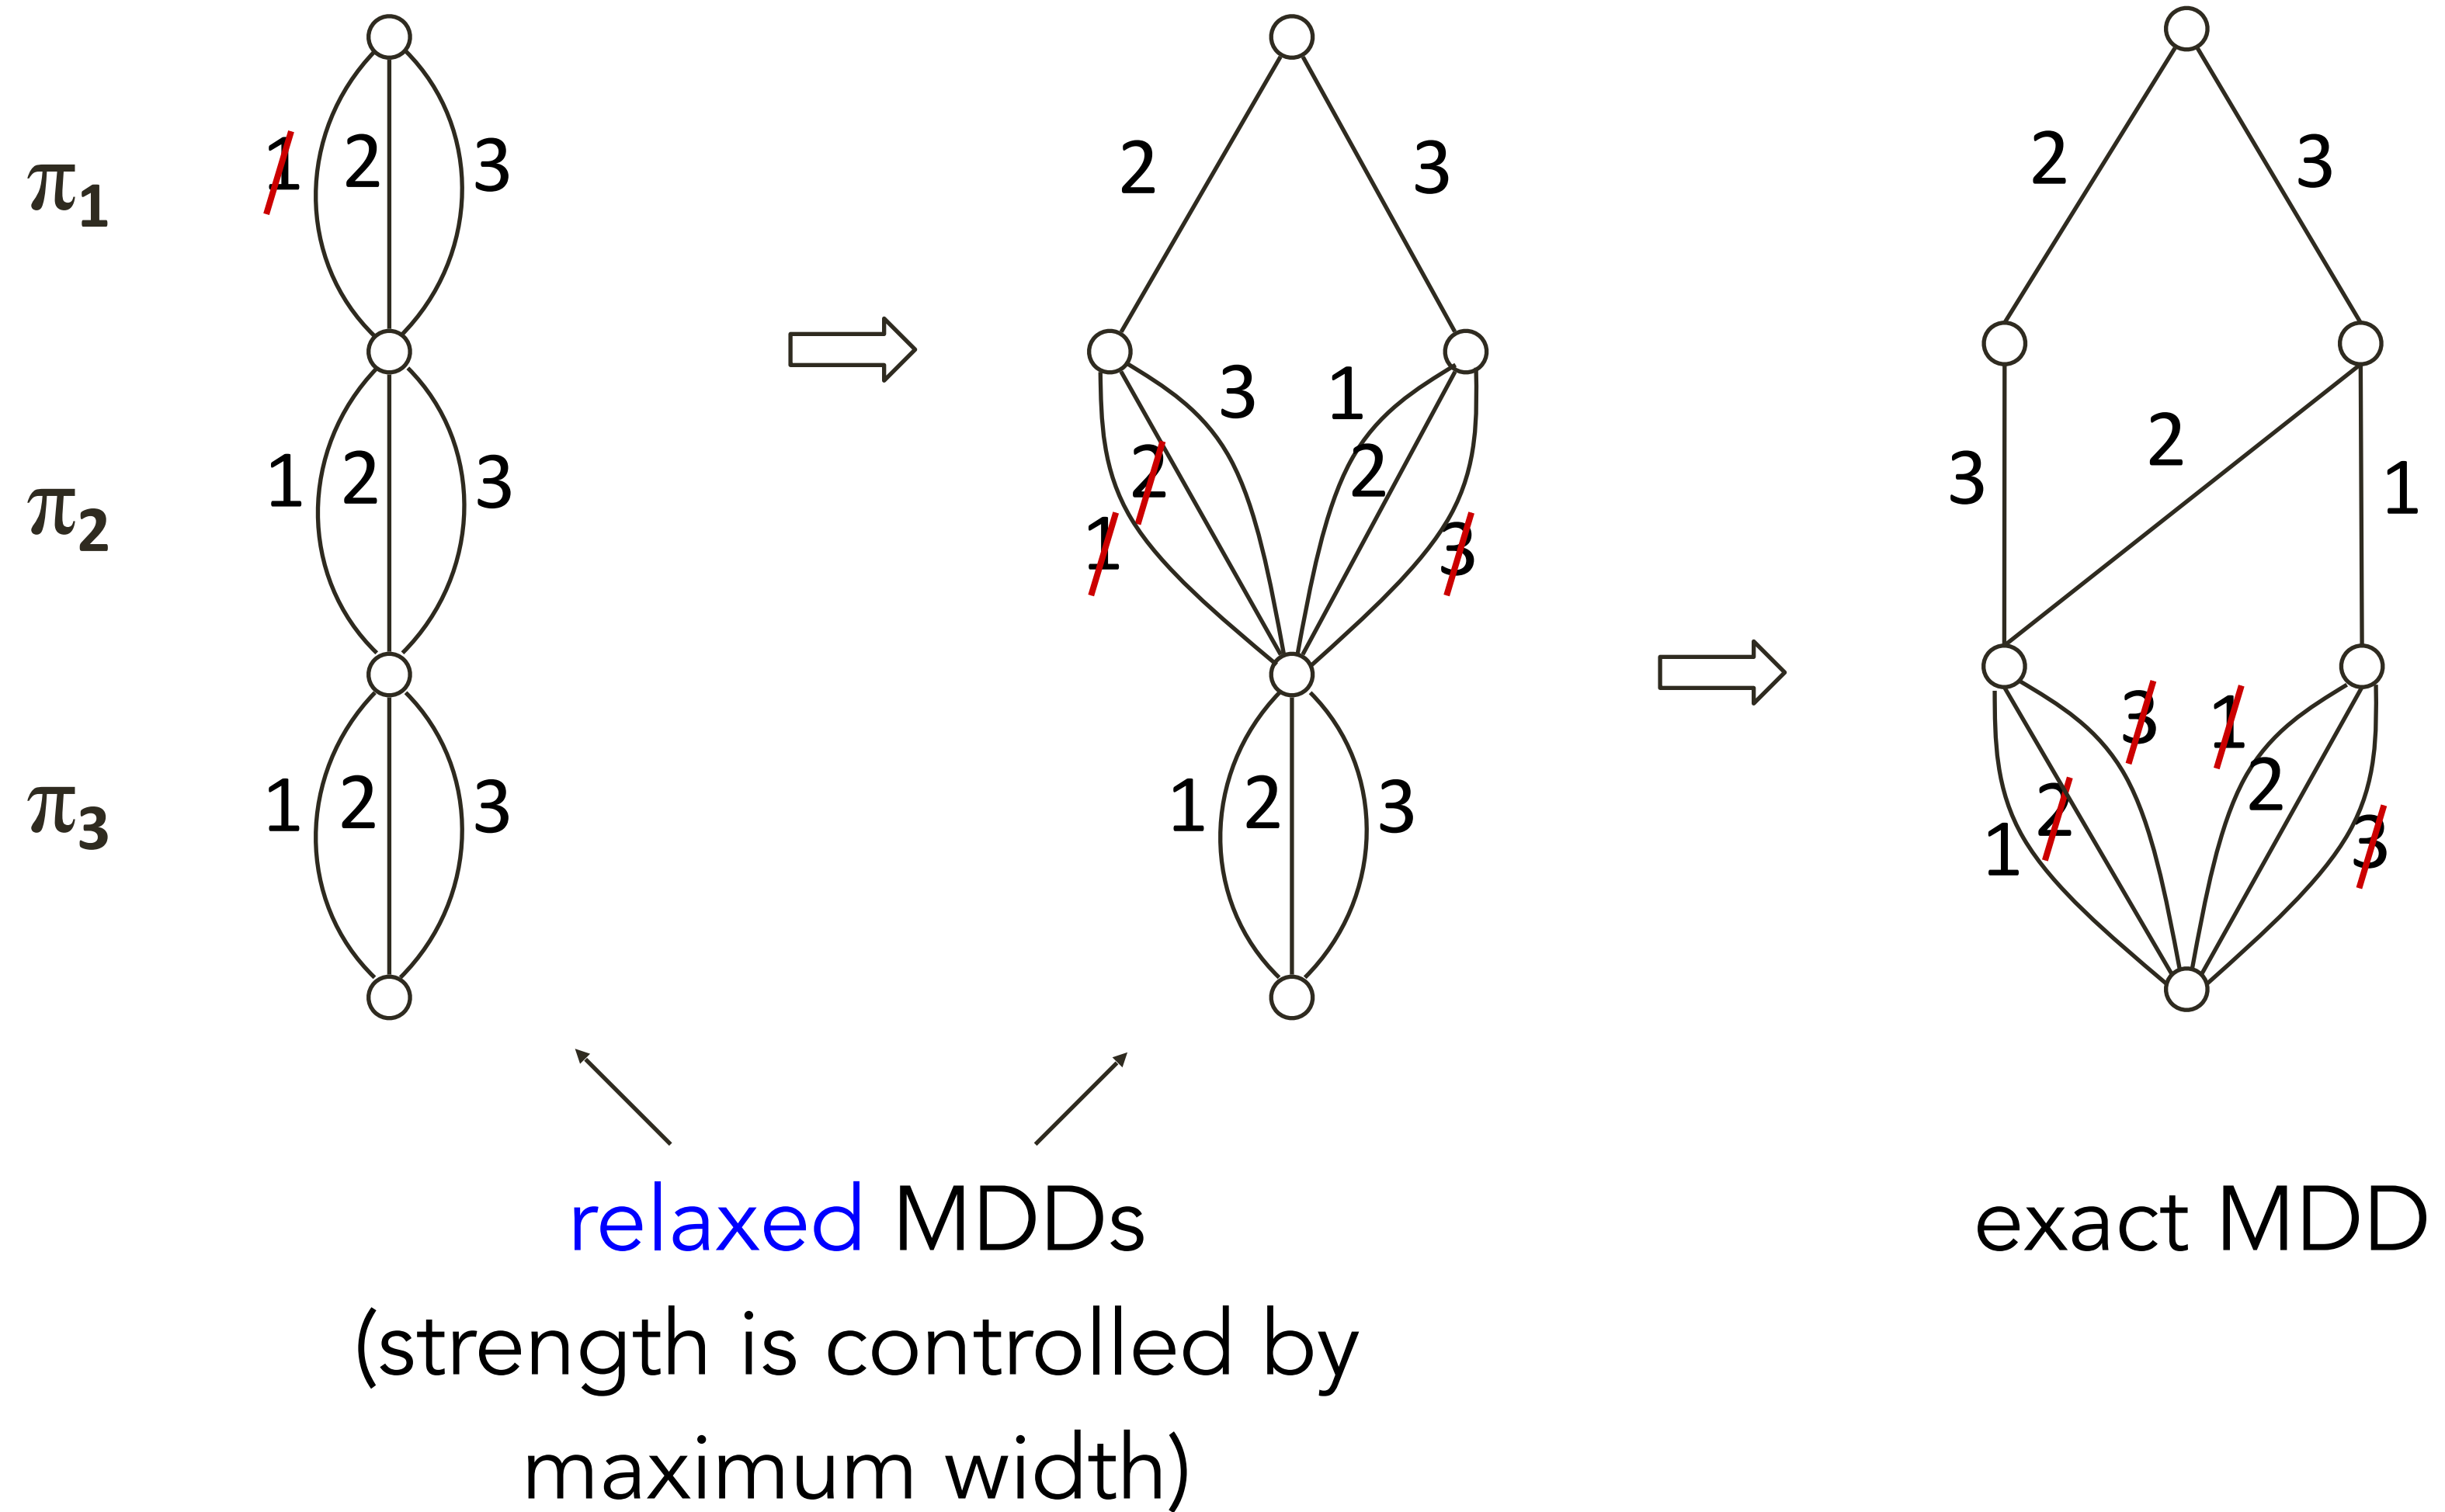 2 3
2 3
π1 1 2 3
3 1
2 2
2
π2 1 2 3
1 3
3 1
3 1
2 2
π3 1 2 3
1 2 3
1 3
relaxed MDDs
exact MDD
(strength is controlled by
maximum width)